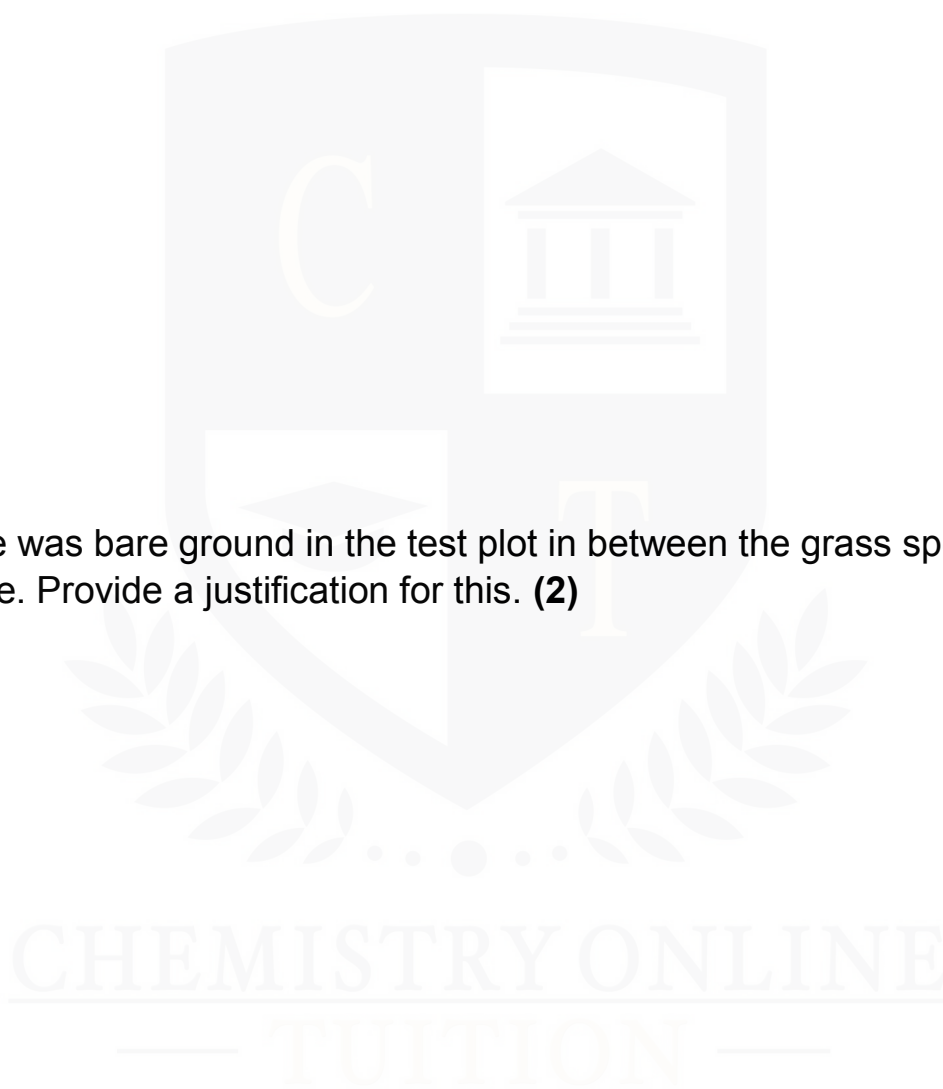 C
T
e was bare ground in the test plot in between the grass sp
e. Provide a justification for this. (2)
CHEMISTRY ONLINE
TUITION